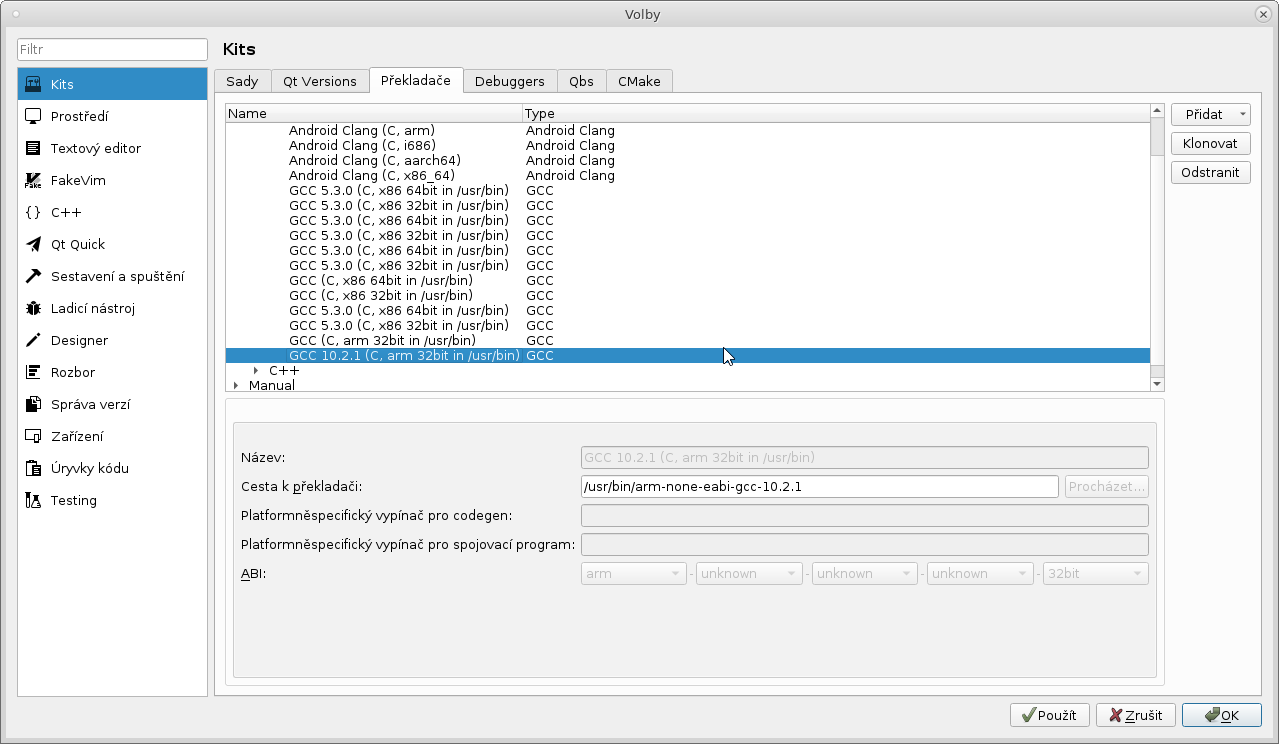 Volby
Filtr
Kits
Prostředí
Textový editor
FakeVim
C++
Qt Quick
Sestavení a spuštění
Ladicí nástroj
Designer
Rozbor
Správa verzí
Zařízení
Úryvky kódu
Testing
Kits
Sady Qt Versions Překladače Debuggers Qbs CMake
Name Type
Android Clang (C, arm) Android Clang
Android Clang (C, i686) Android Clang
Android Clang (C, aarch64) Android Clang
Android Clang (C, x86_64) Android Clang
GCC 5.3.0 (C, x86 64bit in /usr/bin) GCC
GCC 5.3.0 (C, x86 32bit in /usr/bin) GCC
GCC 5.3.0 (C, x86 64bit in /usr/bin) GCC
GCC 5.3.0 (C, x86 32bit in /usr/bin) GCC
GCC 5.3.0 (C, x86 64bit in /usr/bin) GCC
GCC 5.3.0 (C, x86 32bit in /usr/bin) GCC
GCC (C, x86 64bit in /usr/bin) GCC
GCC (C, x86 32bit in /usr/bin) GCC
GCC 5.3.0 (C, x86 64bit in /usr/bin) GCC
GCC 5.3.0 (C, x86 32bit in /usr/bin) GCC
GCC (C, arm 32bit in /usr/bin) GCC
GCC 10.2.1 (C, arm 32bit in /usr/bin) GCC
C++
Manual
Přidat
Klonovat
Odstranit
Název: GCC 10.2.1 (C, arm 32bit in /usr/bin)
Cesta k překladači: /usr/bin/arm-none-eabi-gcc-10.2.1 Procházet...
Platformněspecifický vypínač pro codegen:
Platformněspecifický vypínač pro spojovací program:
ABI: arm - unknown - unknown - unknown - 32bit
Použít Zrušit OK